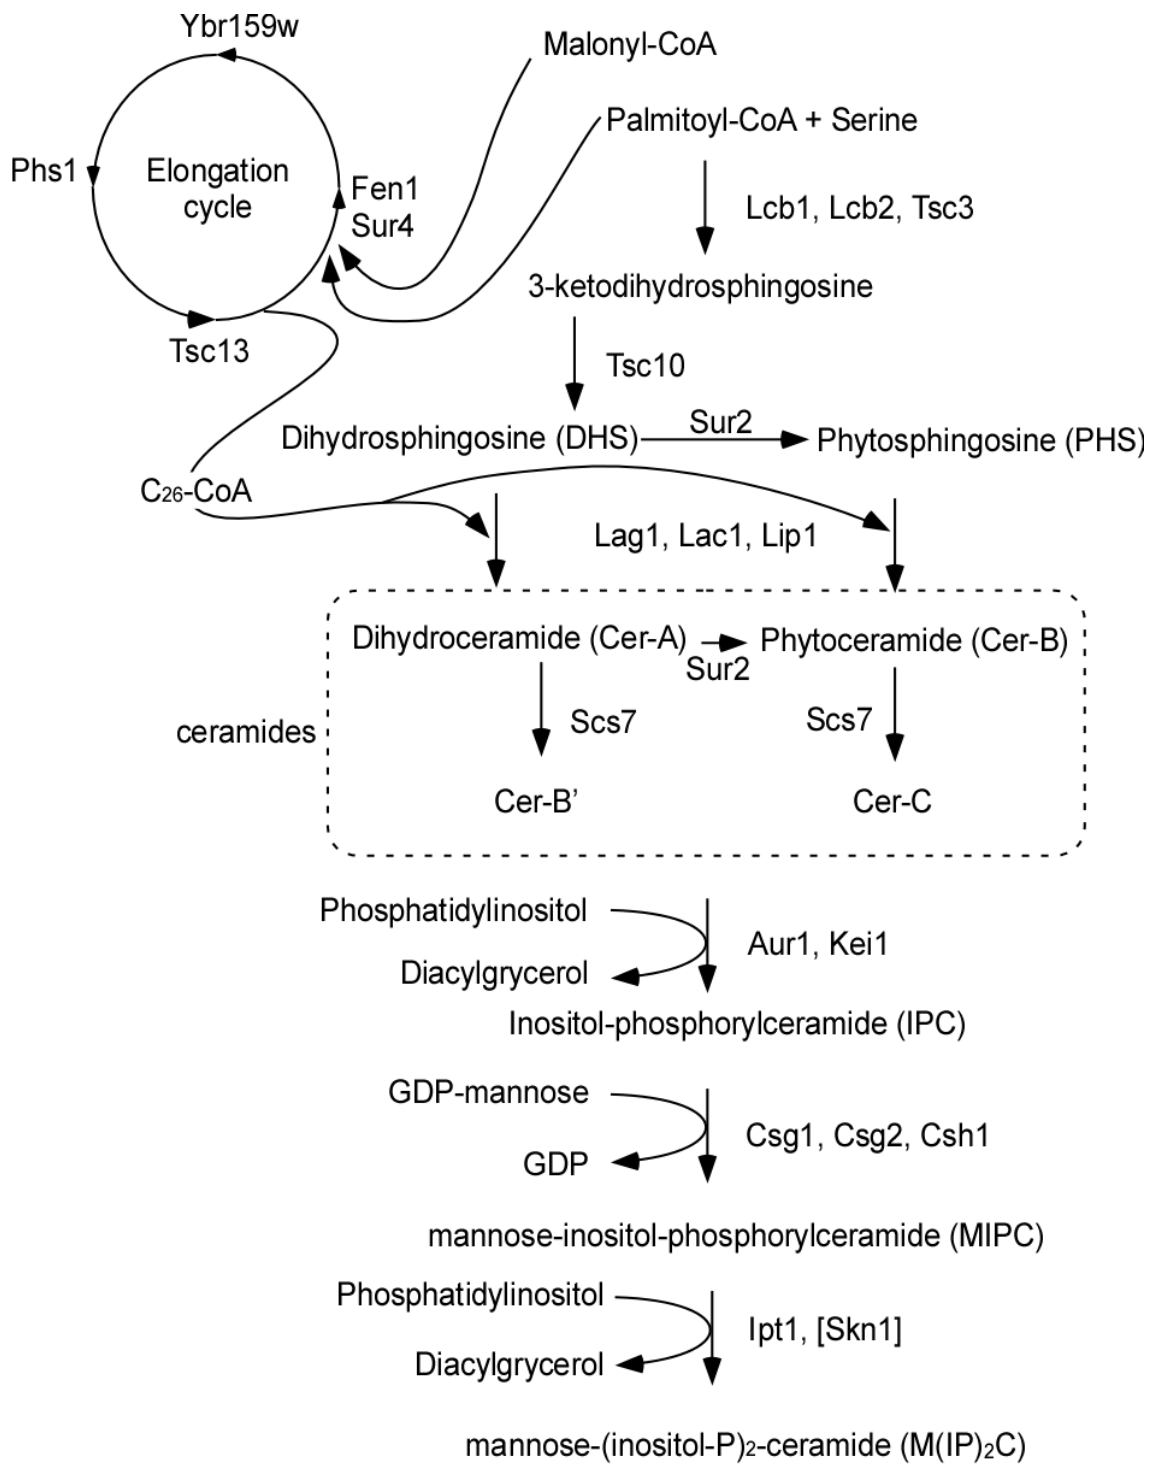 Ybr159w
Malonyl-CoA
Palmitoyl-CoA + Serine
Phs1
Elongation
cycle
Fen1
Sur4
Lcb1, Lcb2, Tsc3
3-ketodihydrosphingosine
Tsc13
Tsc10
Dihydrosphingosine (DHS)
Sur2
Phytosphingosine (PHS)
C26-CoA
Lag1, Lac1, Lip1
Dihydroceramide (Cer-A)
Sur2
Phytoceramide (Cer-B)
ceramides
Scs7
Scs7
Cer-B’
Cer-C
Phosphatidylinositol
Aur1, Kei1
Diacylgrycerol
Inositol-phosphorylceramide (IPC)
GDP-mannose
Csg1, Csg2, Csh1
GDP
mannose-inositol-phosphorylceramide (MIPC)
Phosphatidylinositol
Ipt1, [Skn1]
Diacylgrycerol
mannose-(inositol-P)2-ceramide (M(IP)2C)